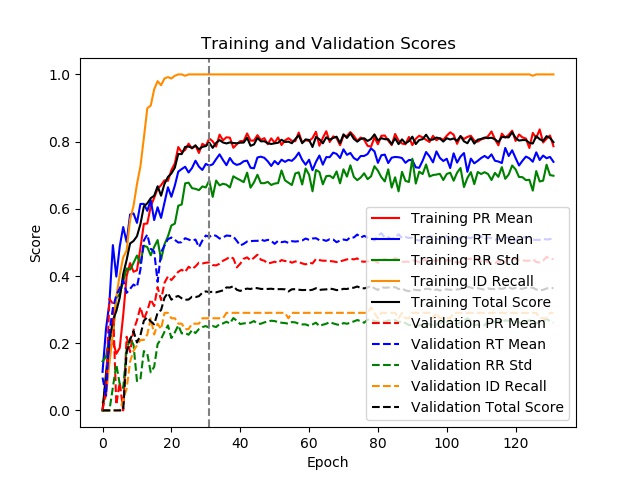 Training and Validation Scores
Score
1.0
0.8
0.6
0.4
0.2
0.0
Training PR Mean
Training RT Mean
Training RR Std
Training ID Recall
Training Total Score
Validation PR Mean
Validation RT Mean
Validation RR Std
Validation ID Recall
Validation Total Score
0 20 40 60 80 100 120
Epoch